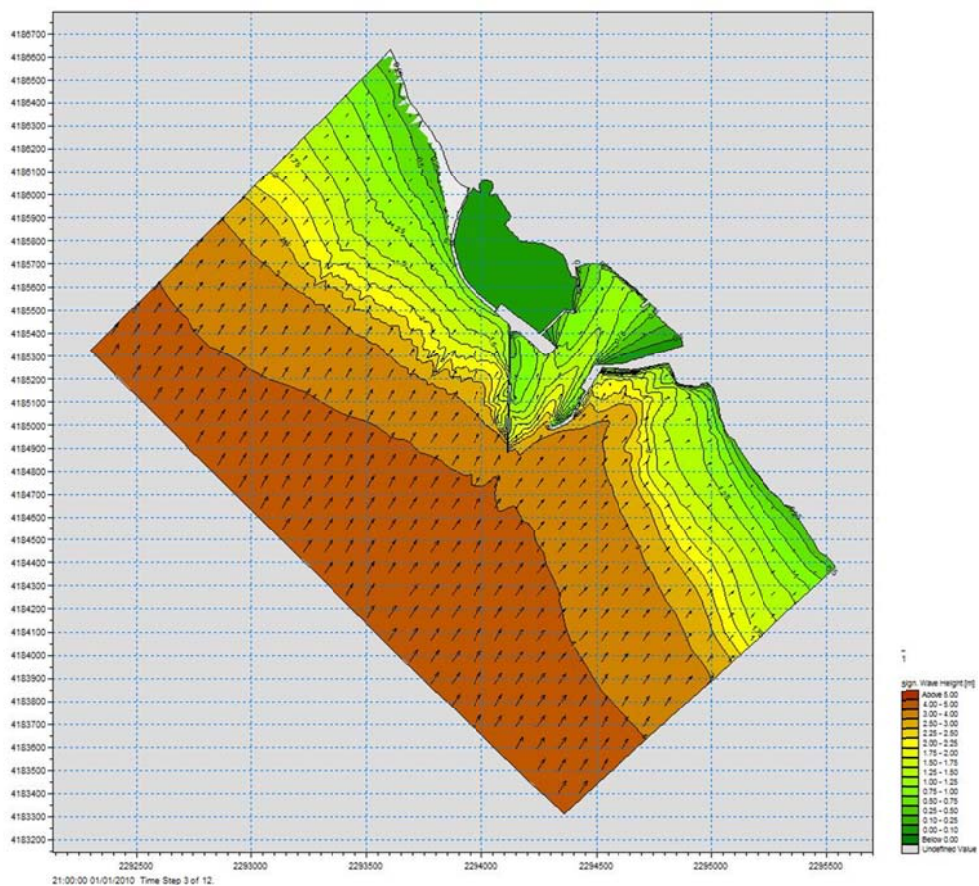 4186700
4186600
4186500
4186400
4186300
4186200
4186100
4186000
4185900
4185800
4185700
4185600
4185500
4185400
4185300
4185200
4185100
4185000
4184900
4184800
4184700
4184600
4184500
4184400
4184300
4184200
4184100
4184000
4183900
4183800
4183700
4183600
4183500
4183400
4183300
4183200
2292500 2293000 2293500 2294000 2294500 2295000 2295500
21:00:00 01/01/2010 Time Step 3 of 12.
1
sign. Wave Height [m]
Above 5.00
4.00 - 5.00
3.00 - 4.00
2.50 - 3.00
2.25 - 2.50
2.00 - 2.25
1.75 - 2.00
1.50 - 1.75
1.25 - 1.50
1.00 - 1.25
0.75 - 1.00
0.50 - 0.75
0.25 - 0.50
0.10 - 0.25
0.00 - 0.10
Below 0.00
Undefined Value